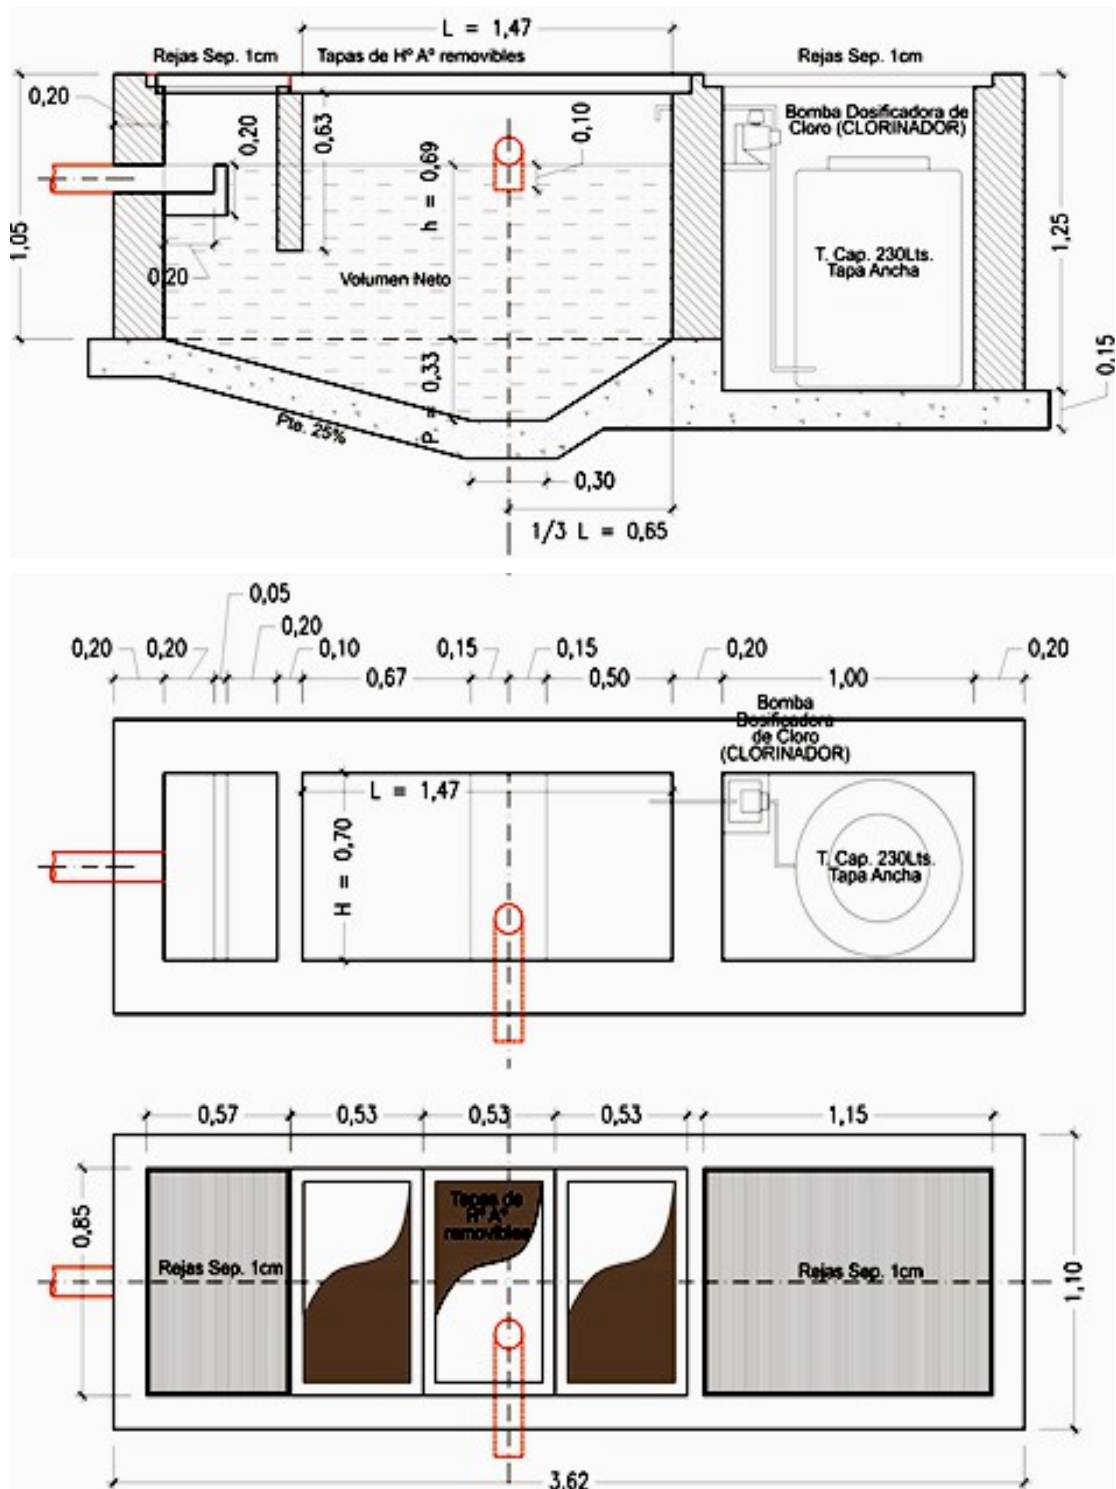 L = 1,47
Rejas Sep. 1cm
Tapas de Hº Aº removibles
Rejas Sep. 1cm
0,20
0,20
0,63
0,10
h = 0,69
Bomba Dosificadora de
Cloro (CLORINADOR)
1,05
0,20
Volumen Neto
T. Cap. 230Lts.
Tapa Ancha
1,25
P = 0,33
0,15
Pte. 25%
0,30
1/3 L = 0,65
0,05
0,20
0,20
0,20
0,10
0,67
0,15
0,15
0,50
0,20
1,00
0,20
Bomba
Dosificadora
de Cloro
(CLORINADOR)
L = 1,47
H = 0,70
T. Cap. 230Lts.
Tapa Ancha
0,57
0,53
0,53
0,53
1,15
0,85
Tapas de
Hº Aº
removibles
Rejas Sep. 1cm
Rejas Sep. 1cm
1,10
3,62